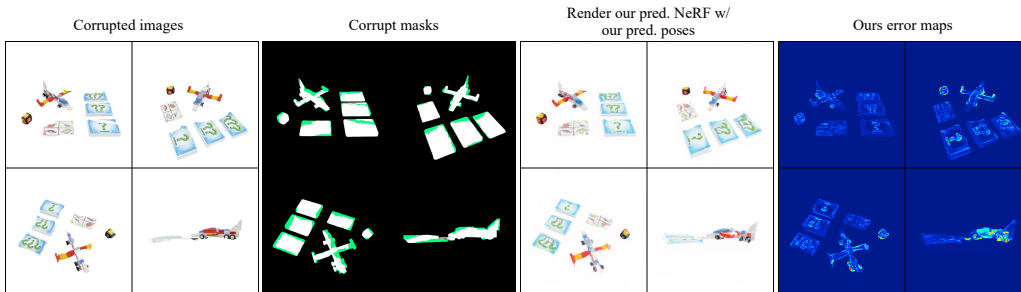 Corrupted images
Corrupt masks
Render our pred. NeRF w/
our pred. poses
Ours error maps